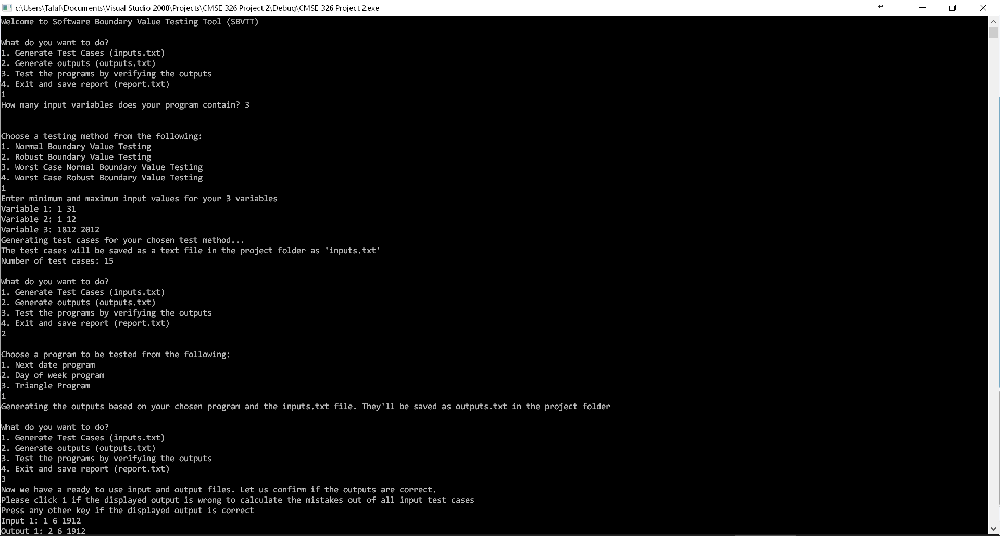 c:\Users\Talal\Documents\Visual Studio 2008\Projects\CMSE 326 Project 2\Debug\CMSE 326 Project 2.exe
Welcome to Software Boundary Value Testing Tool (SBVTT)
What do you want to do?
1. Generate Test Cases (inputs.txt)
2. Generate outputs (outputs.txt)
3. Test the programs by verifying the outputs
4. Exit and save report (report.txt)
1
How many input variables does your program contain? 3
Choose a testing method from the following:
1. Normal Boundary Value Testing
2. Robust Boundary Value Testing
3. Worst Case Normal Boundary Value Testing
4. Worst Case Robust Boundary Value Testing
1
Enter minimum and maximum input values for your 3 variables
Variable 1: 1 31
Variable 2: 1 12
Variable 3: 1812 2012
Generating test cases for your chosen test method...
The test cases will be saved as a text file in the project folder as 'inputs.txt'
Number of test cases: 15
What do you want to do?
1. Generate Test Cases (inputs.txt)
2. Generate outputs (outputs.txt)
3. Test the programs by verifying the outputs
4. Exit and save report (report.txt)
2
Choose a program to be tested from the following:
1. Next date program
2. Day of week program
3. Triangle Program
1
Generating the outputs based on your chosen program and the inputs.txt file. They'll be saved as outputs.txt in the project folder
What do you want to do?
1. Generate Test Cases (inputs.txt)
2. Generate outputs (outputs.txt)
3. Test the programs by verifying the outputs
4. Exit and save report (report.txt)
3
Now we have a ready to use input and output files. Let us confirm if the outputs are correct.
Please click 1 if the displayed output is wrong to calculate the mistakes out of all input test cases
Press any other key if the displayed output is correct
Input 1: 1 6 1912
Output 1: 2 6 1912